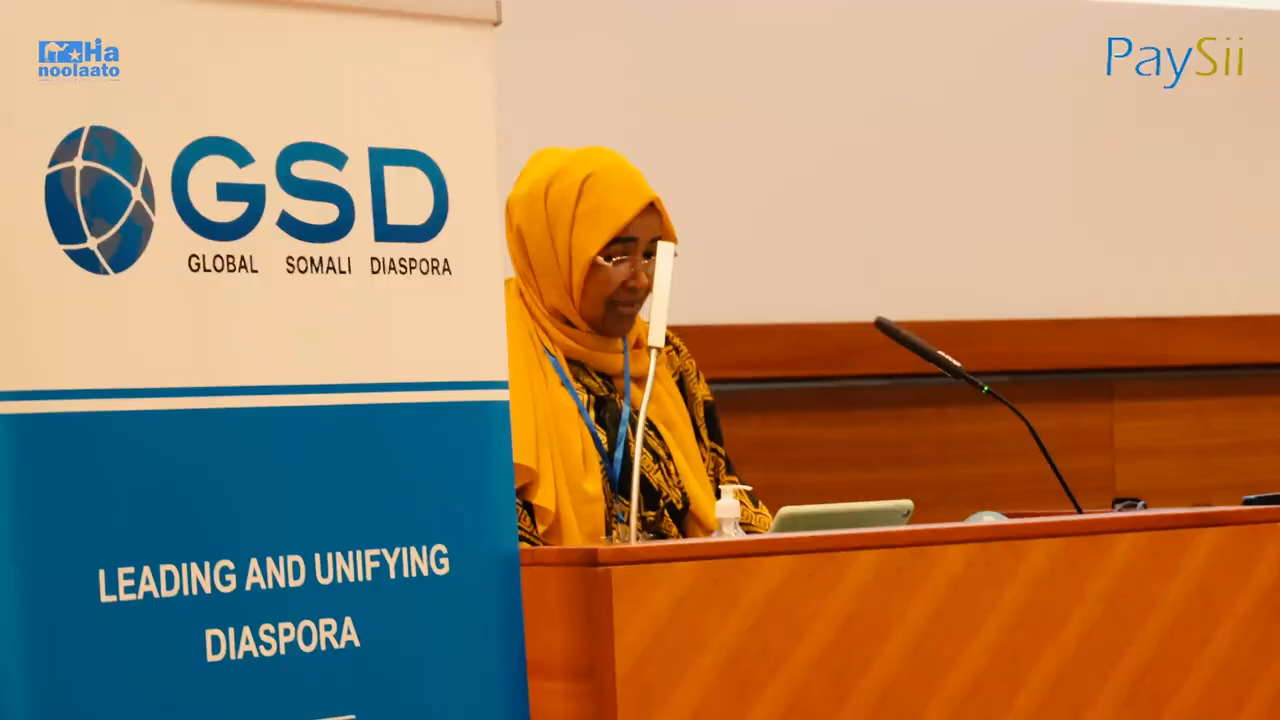 Ha
noolaato
PaySii
GSD
GLOBAL SOMALI DIASPORA
LEADING AND UNIFYING
DIASPORA